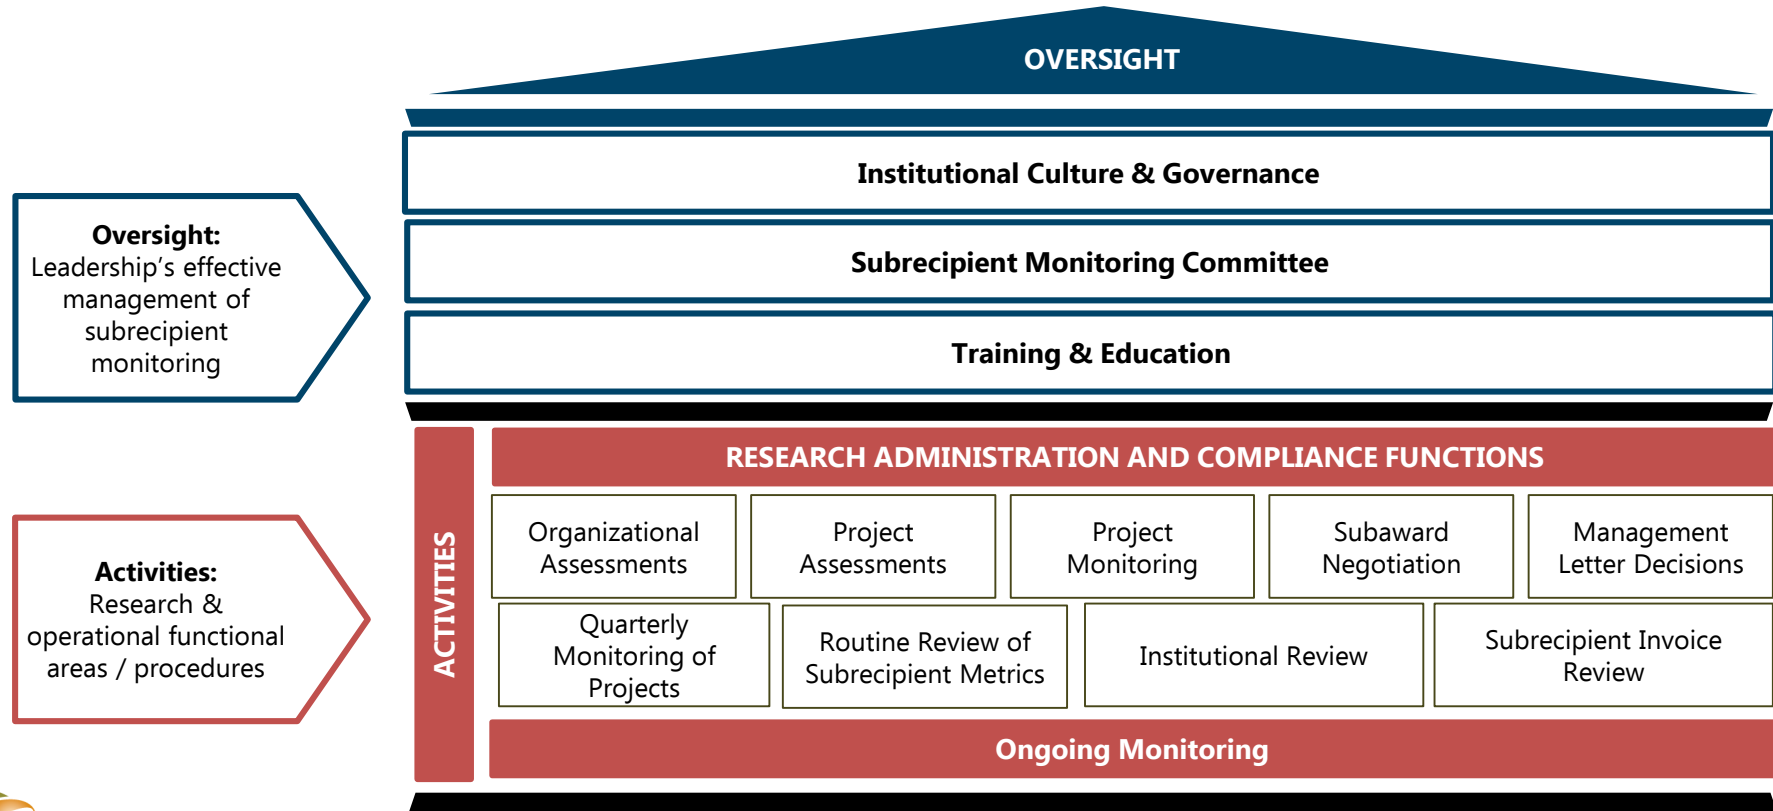 OVERSIGHT
Institutional Culture & Governance
Subrecipient Monitoring Committee
Training & Education
Oversight:
Leadership's effective
management of
subrecipient
monitoring
RESEARCH ADMINISTRATION AND COMPLIANCE FUNCTIONS
ACTIVITIES
Organizational
Assessments
Project
Assessments
Project
Monitoring
Subaward
Negotiation
Management
Letter Decisions
Quarterly
Monitoring of
Projects
Routine Review of
Subrecipient Metrics
Institutional Review
Subrecipient Invoice
Review
Ongoing Monitoring
Activities:
Research &
operational functional
areas / procedures